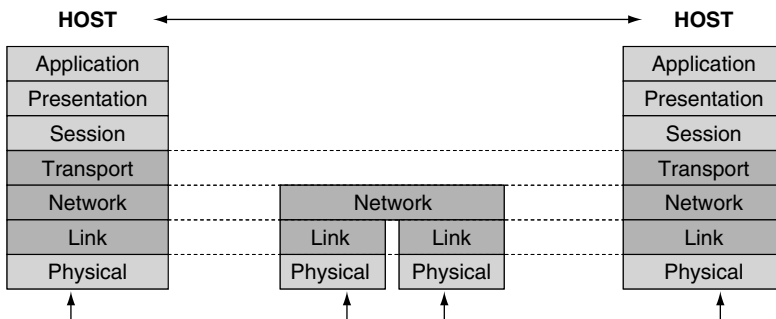 HOST HOST
Application Application
Presentation Presentation
Session Session
Transport Transport
Network Network Network
Link Link Link Link
Physical Physical Physical Physical